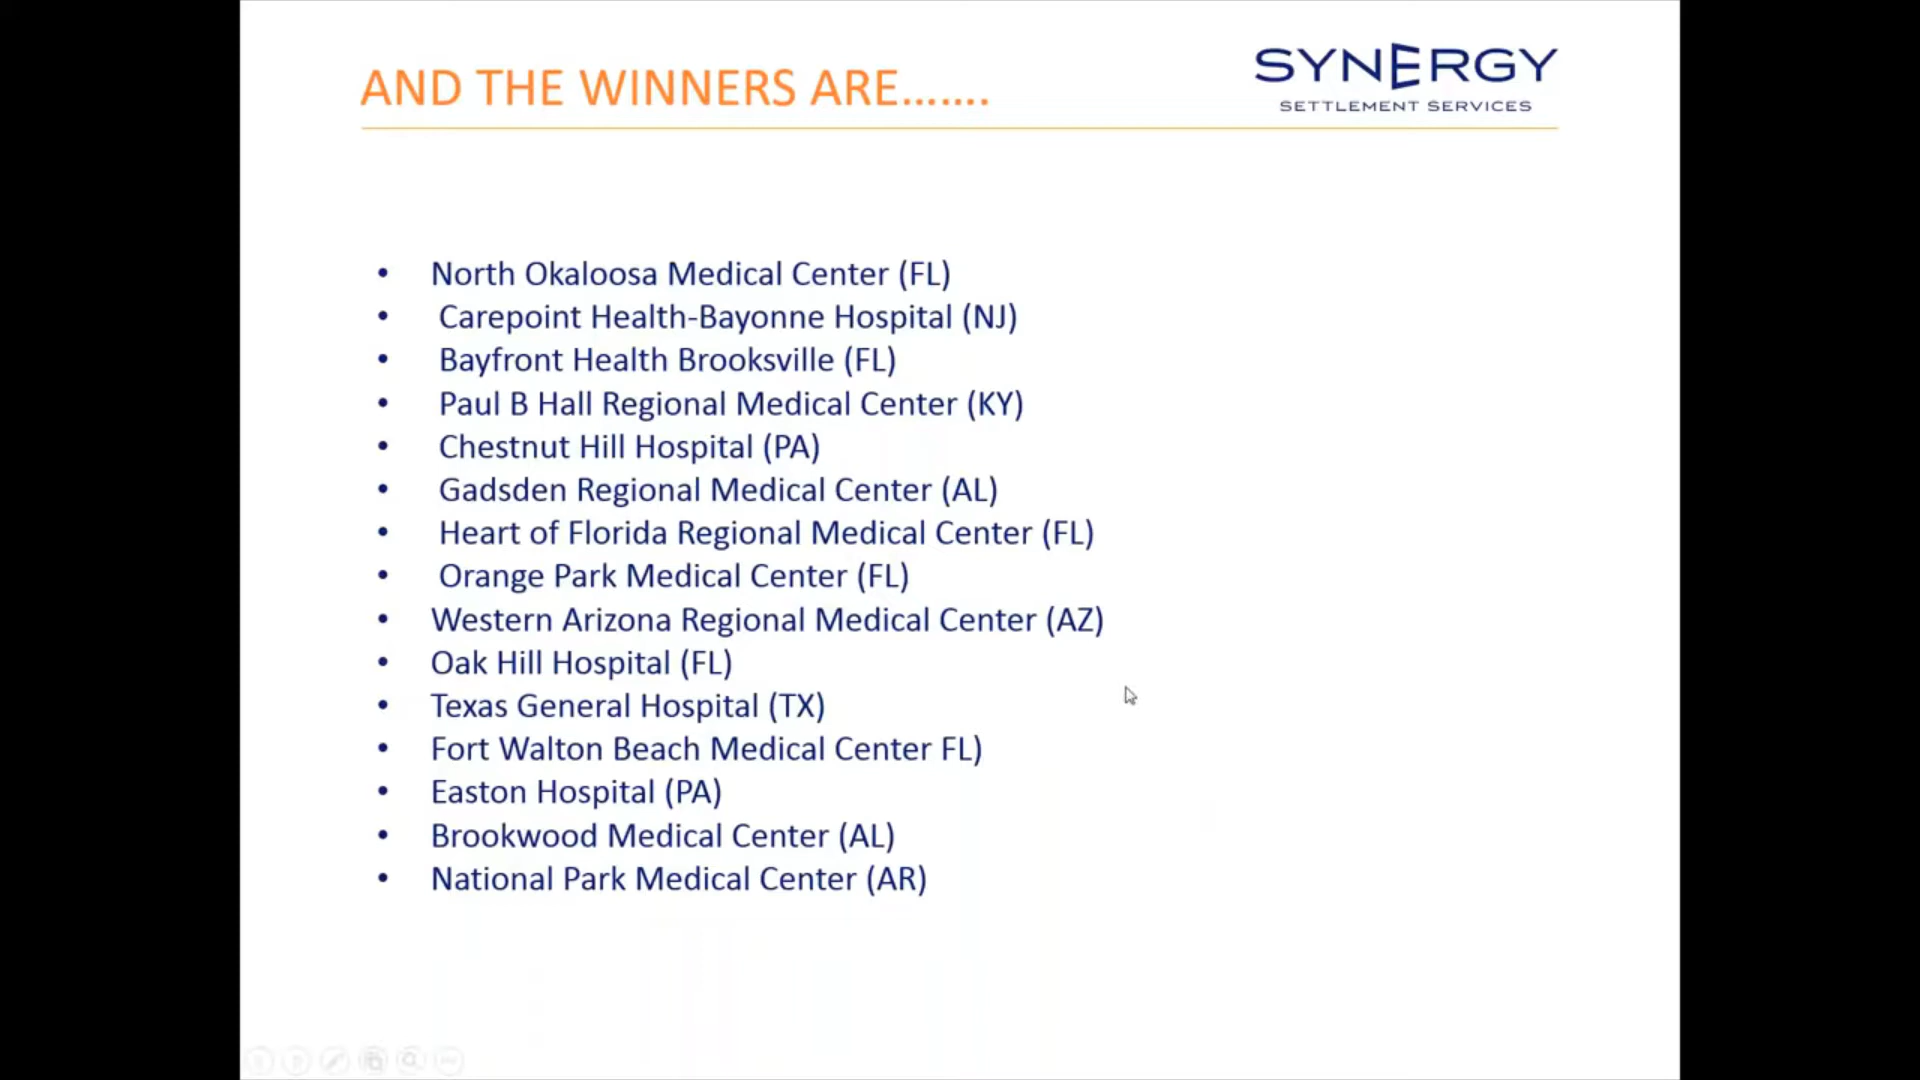 AND THE WINNERS ARE.......
SYNERGY
SETTLEMENT SERVICES
• North Okaloosa Medical Center (FL)
• Carepoint Health-Bayonne Hospital (NJ)
• Bayfront Health Brooksville (FL)
• Paul B Hall Regional Medical Center (KY)
• Chestnut Hill Hospital (PA)
• Gadsden Regional Medical Center (AL)
• Heart of Florida Regional Medical Center (FL)
• Orange Park Medical Center (FL)
• Western Arizona Regional Medical Center (AZ)
• Oak Hill Hospital (FL)
• Texas General Hospital (TX)
• Fort Walton Beach Medical Center FL)
• Easton Hospital (PA)
• Brookwood Medical Center (AL)
• National Park Medical Center (AR)